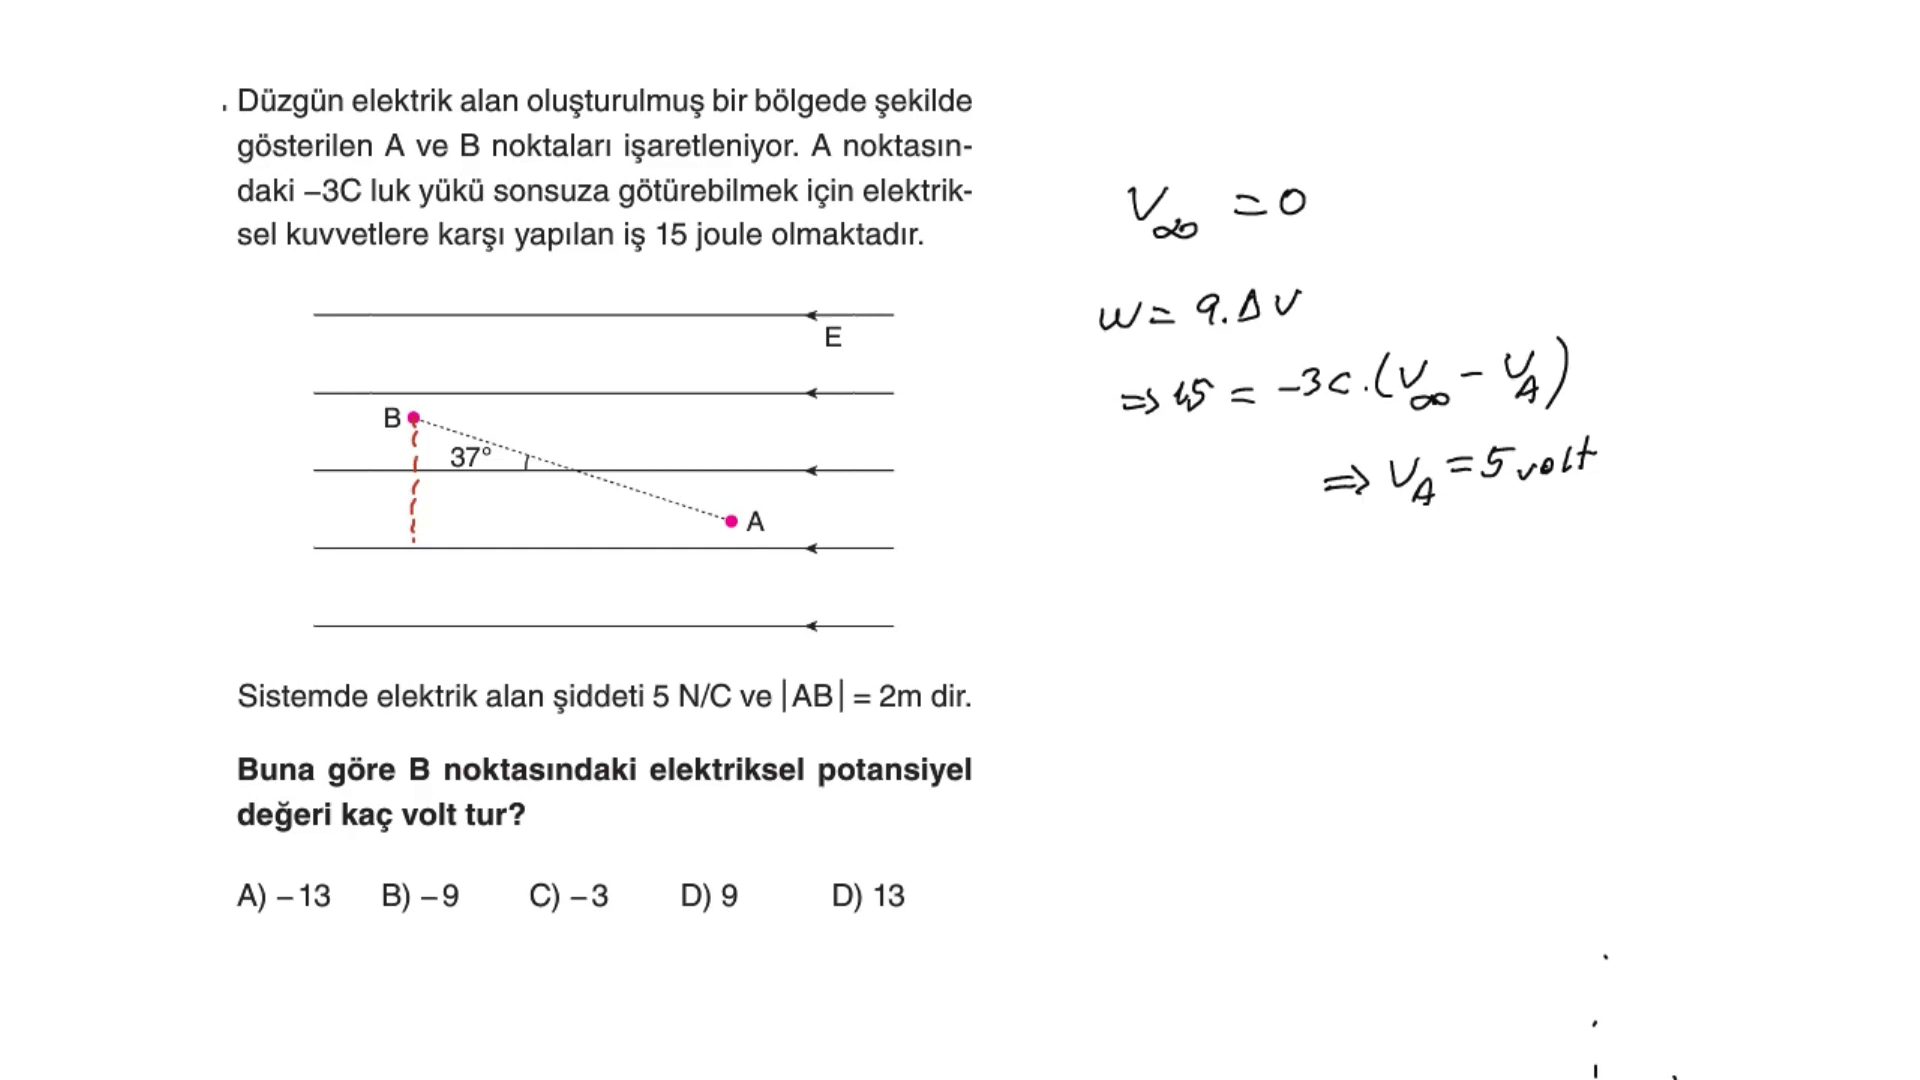 Düzgün elektrik alan oluşturulmuş bir bölgede şekilde
gösterilen A ve B noktaları işaretleniyor. A noktasın-
daki –3C luk yükü sonsuza götürebilmek için elektrik-
sel kuvvetlere karşı yapılan iş 15 joule olmaktadır.
E
B
37°
A
Sistemde elektrik alan şiddeti 5 N/C ve |AB| = 2m dir.
Buna göre B noktasındaki elektriksel potansiyel
değeri kaç volt tur?
A) – 13 B) – 9 C) – 3 D) 9 D) 13
V∞ = 0
W = q.ΔV
⇒ 15 = -3C.(V∞ - VA)
⇒ VA = 5 volt